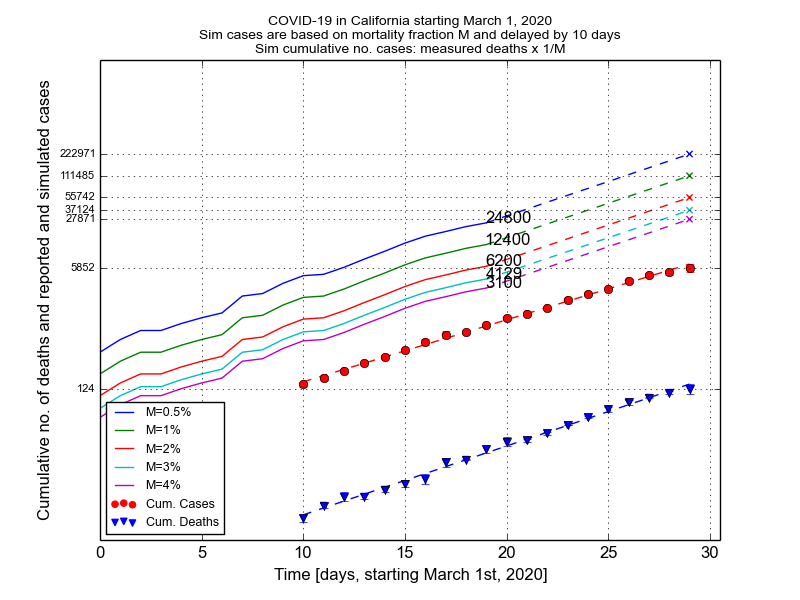 COVID-19 in California starting March 1, 2020
Sim cases are based on mortality fraction M and delayed by 10 days
Sim cumulative no. cases: measured deaths x 1/M
Cumulative no. of deaths and reported and simulated cases
222971
111485
55742
37124
27871
5852
124
24800
12400
6200
4129
3100
M=0.5%
M=1%
M=2%
M=3%
M=4%
Cum. Cases
Cum. Deaths
0 5 10 15 20 25 30
Time [days, starting March 1st, 2020]